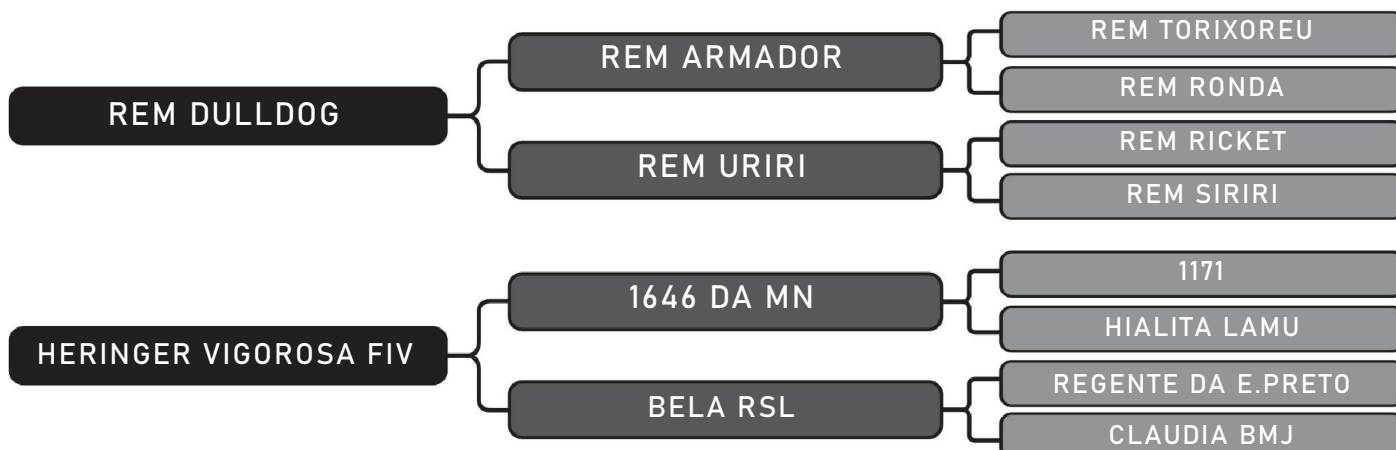 REM DULLDOG
REM ARMADOR
REM TORIXOREU
REM RONDA
REM URIRI
REM RICKET
REM SIRIRI
HERINGER VIGOROSA FIV
1646 DA MN
1171
HIALITA LAMU
BELA RSL
REGENTE DA E.PRETO
CLAUDIA BMJ